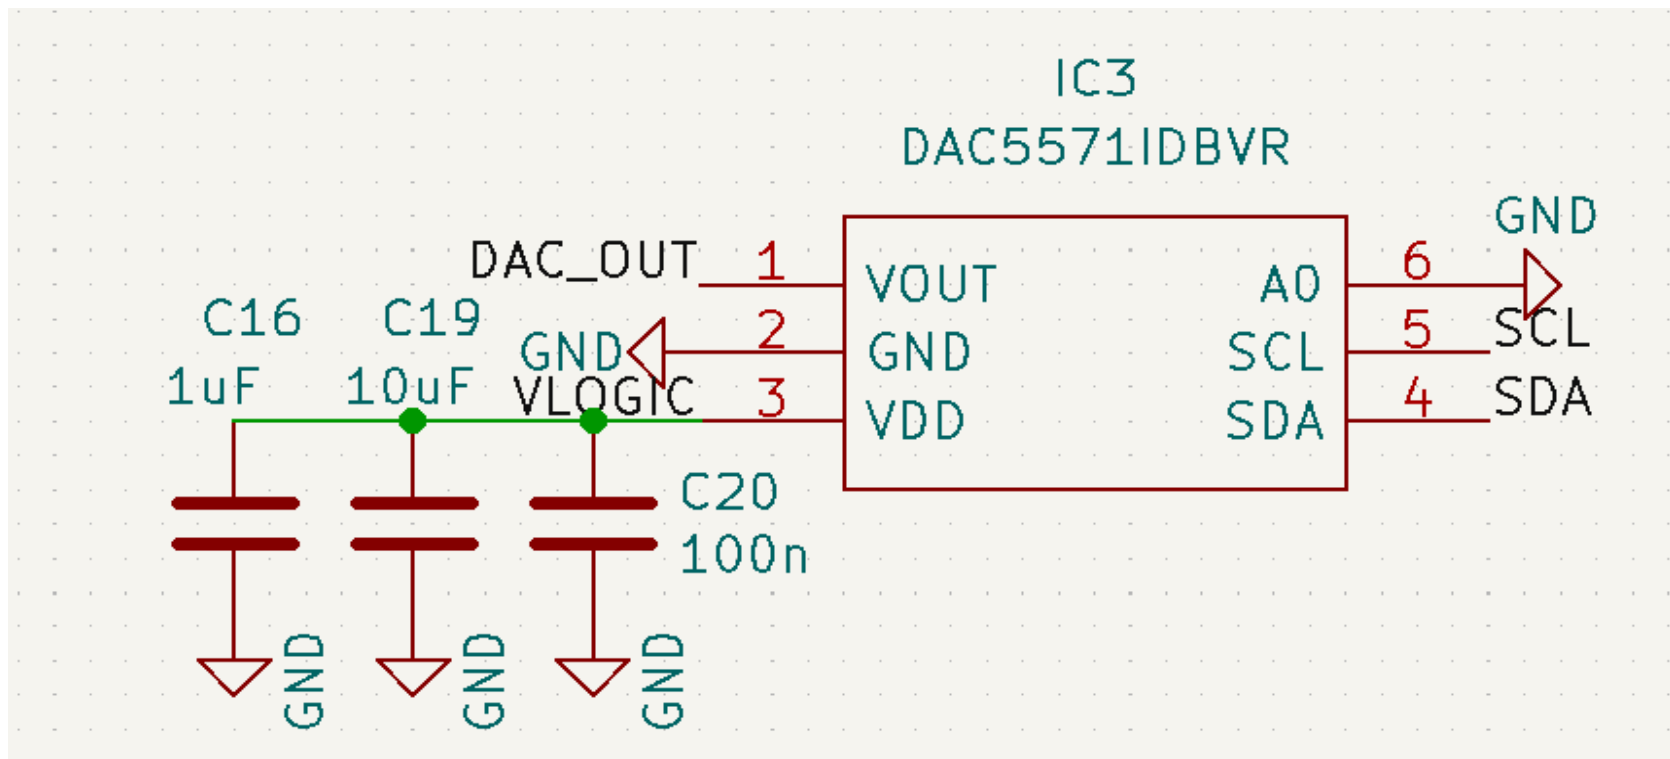 IC3
DAC5571IDBVR
GND
DAC_OUT 1 VOUT A0 6
C16 C19 GND 2 GND SCL 5 SCL
1uF 10uF VLOGIC 3 VDD SDA 4 SDA
C20
100n
GND GND GND